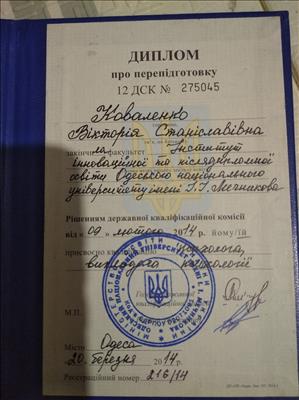 ДИПЛОМ
про перепідготовку
12 ДСК № 275045
Коваленко
Вікторія Станіславівна
закінчила факультет Інститут
інноваційної та післядипломної
освіти Одеського національного
університету імені І.І. Мечникова
Рішенням державної кваліфікаційної комісії
від « 09 » лютого 2014 р. йому/їй
присвоєно психолога,
викладача психології
Місто Одеса
20. березня 2014.
Реєстраційний номер 216/14